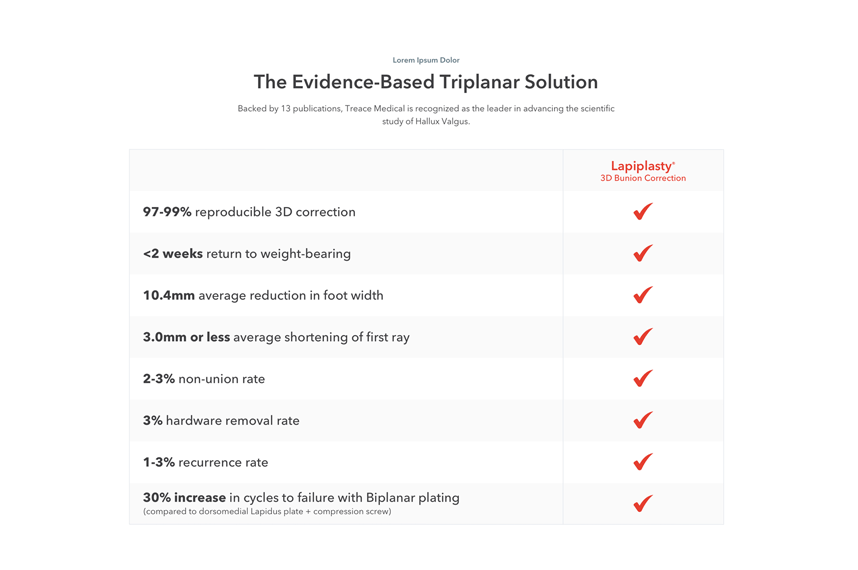 Lorem Ipsum Dolor
The Evidence-Based Triplanar Solution
Backed by 13 publications, Treace Medical is recognized as the leader in advancing the scientific
study of Hallux Valgus.
Lapiplasty®
3D Bunion Correction
97-99% reproducible 3D correction
<2 weeks return to weight-bearing
10.4mm average reduction in foot width
3.0mm or less average shortening of first ray
2-3% non-union rate
3% hardware removal rate
1-3% recurrence rate
30% increase in cycles to failure with Biplanar plating
(compared to dorsomedial Lapidus plate + compression screw)